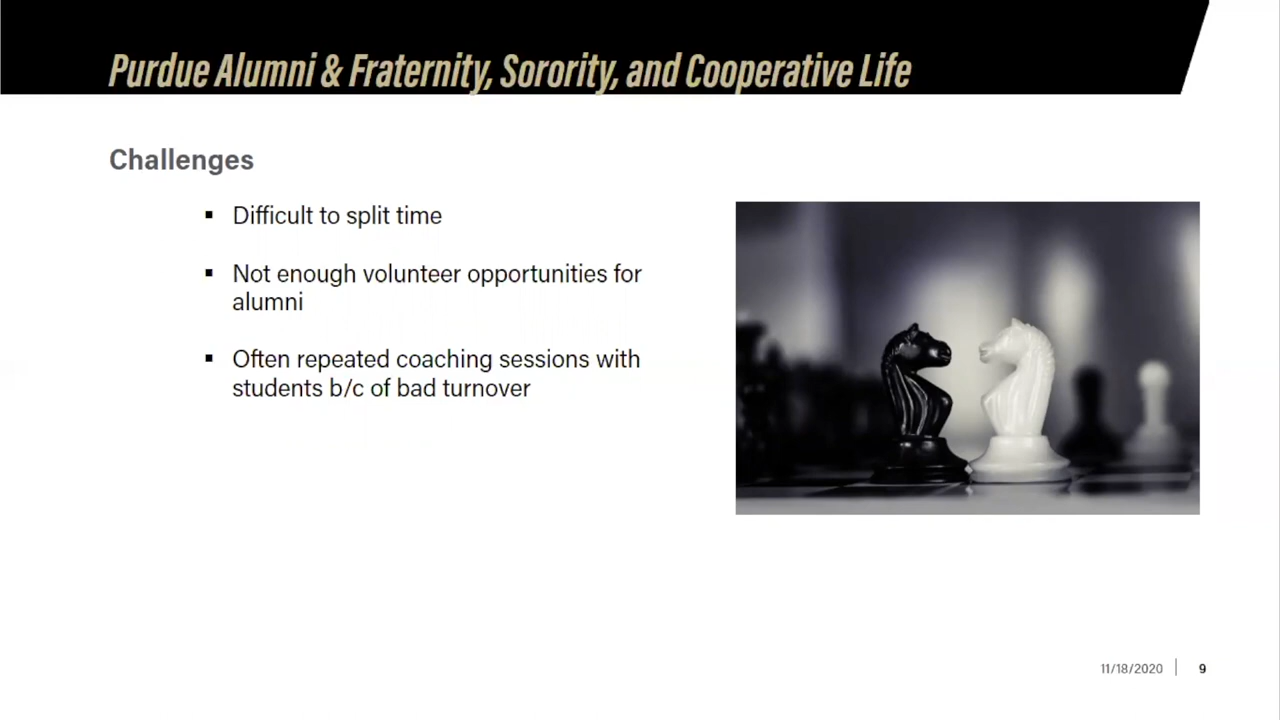 Purdue Alumni & Fraternity, Sorority, and Cooperative Life
Challenges
▪ Difficult to split time
▪ Not enough volunteer opportunities for
alumni
▪ Often repeated coaching sessions with
students b/c of bad turnover
11/18/2020 | 9